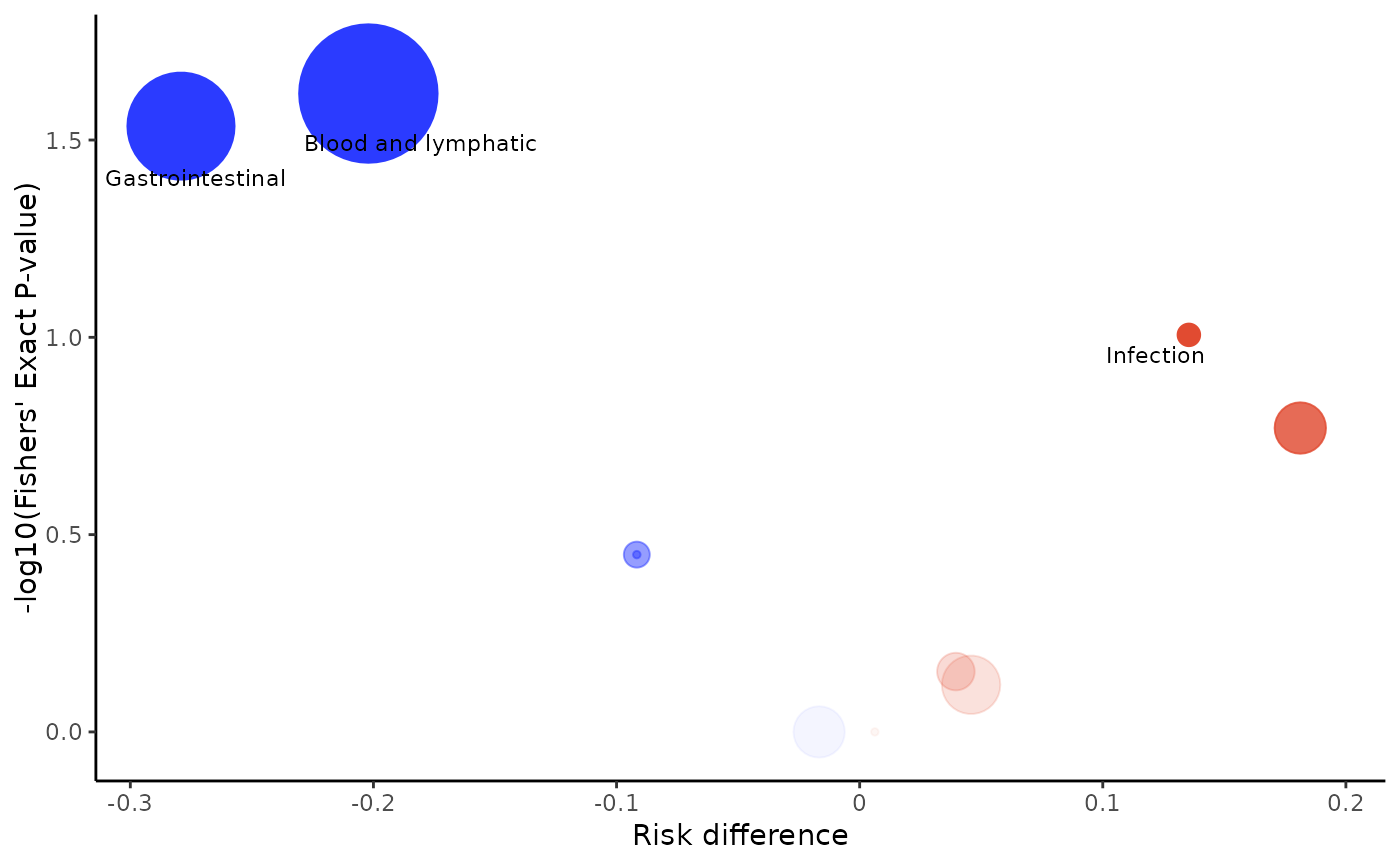 Blood and lymphatic
1.5
Gastrointestinal
1.0
Infection
0.5
0.0
-log10(Fishers' Exact P-value)
-0.3
-0.2
-0.1
0
0.1
0.2
Risk difference